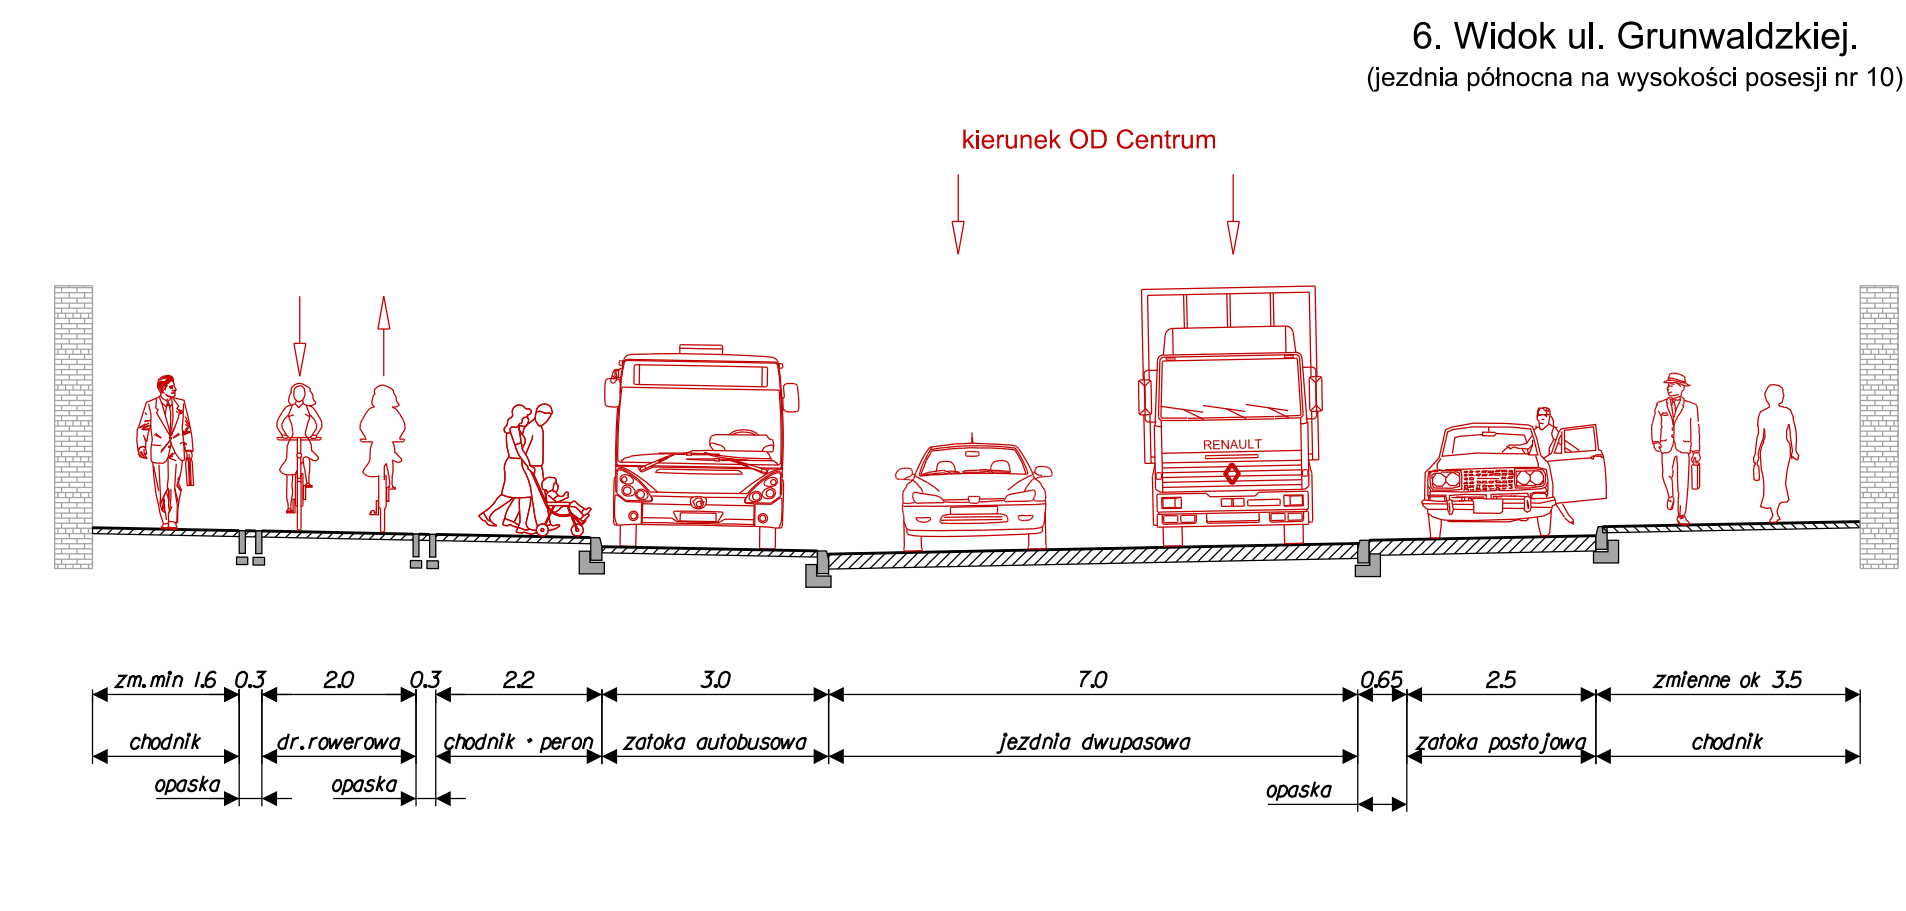 6. Widok ul. Grunwaldzkiej.
(jezdnia północna na wysokości posesji nr 10)
kierunek OD Centrum
RENAULT
zm.min 1.6 0.3 2.0 0.3 2.2 3.0 7.0 0.65 2.5 zmienne ok 3.5
chodnik dr.rowerowa chodnik + peron zatoka autobusowa jezdnia dwupasowa zatoka postojowa chodnik
opaska opaska opaska